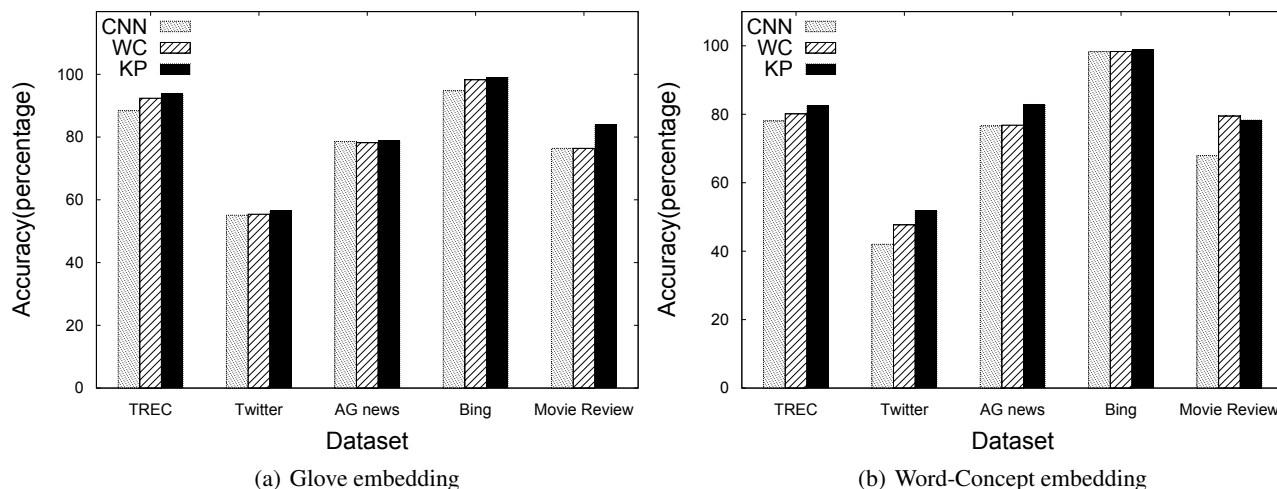 CNN
WC
KP
Accuracy(percentage)
100
80
60
40
20
0
TREC Twitter AG news Bing Movie Review
Dataset
(a) Glove embedding
CNN
WC
KP
Accuracy(percentage)
100
80
60
40
20
0
TREC Twitter AG news Bing Movie Review
Dataset
(b) Word-Concept embedding